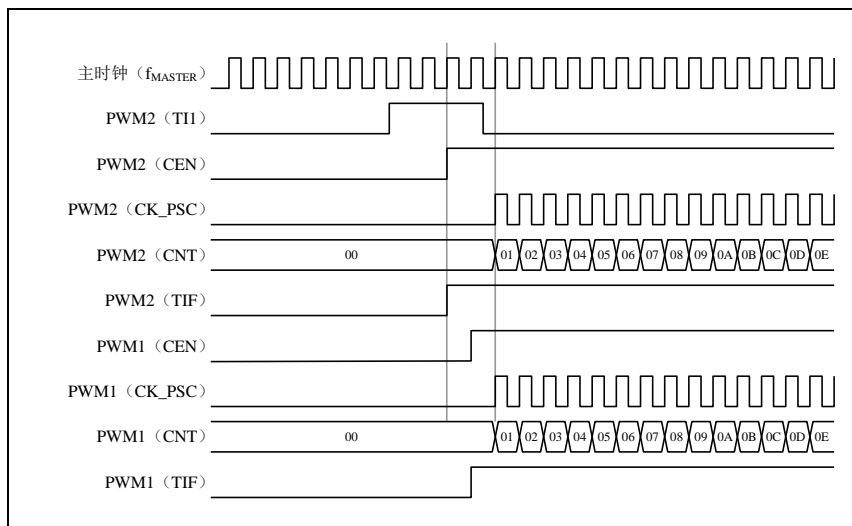 主时钟（fMASTER）
PWM2（TI1）
PWM2（CEN）
PWM2（CK_PSC）
PWM2（CNT） 00 01 02 03 04 05 06 07 08 09 0A 0B 0C 0D 0E
PWM2（TIF）
PWM1（CEN）
PWM1（CK_PSC）
PWM1（CNT） 00 01 02 03 04 05 06 07 08 09 0A 0B 0C 0D 0E
PWM1（TIF）